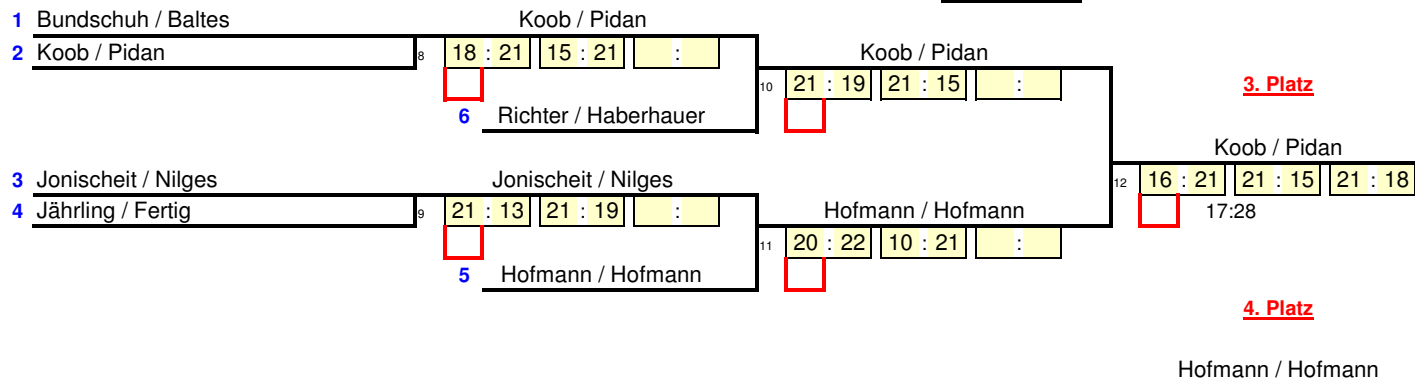 1 Bundschuh / Baltes Koob / Pidan
2 Koob / Pidan 8 18 : 21 15 : 21 : Koob / Pidan
10 21 : 19 21 : 15 : 3. Platz
6 Richter / Haberhauer
Koob / Pidan
3 Jonischeit / Nilges Jonischeit / Nilges 12 16 : 21 21 : 15 21 : 18
4 Jährling / Fertig 9 21 : 13 21 : 19 : Hofmann / Hofmann 17:28
11 20 : 22 10 : 21 :
5 Hofmann / Hofmann
4. Platz
Hofmann / Hofmann